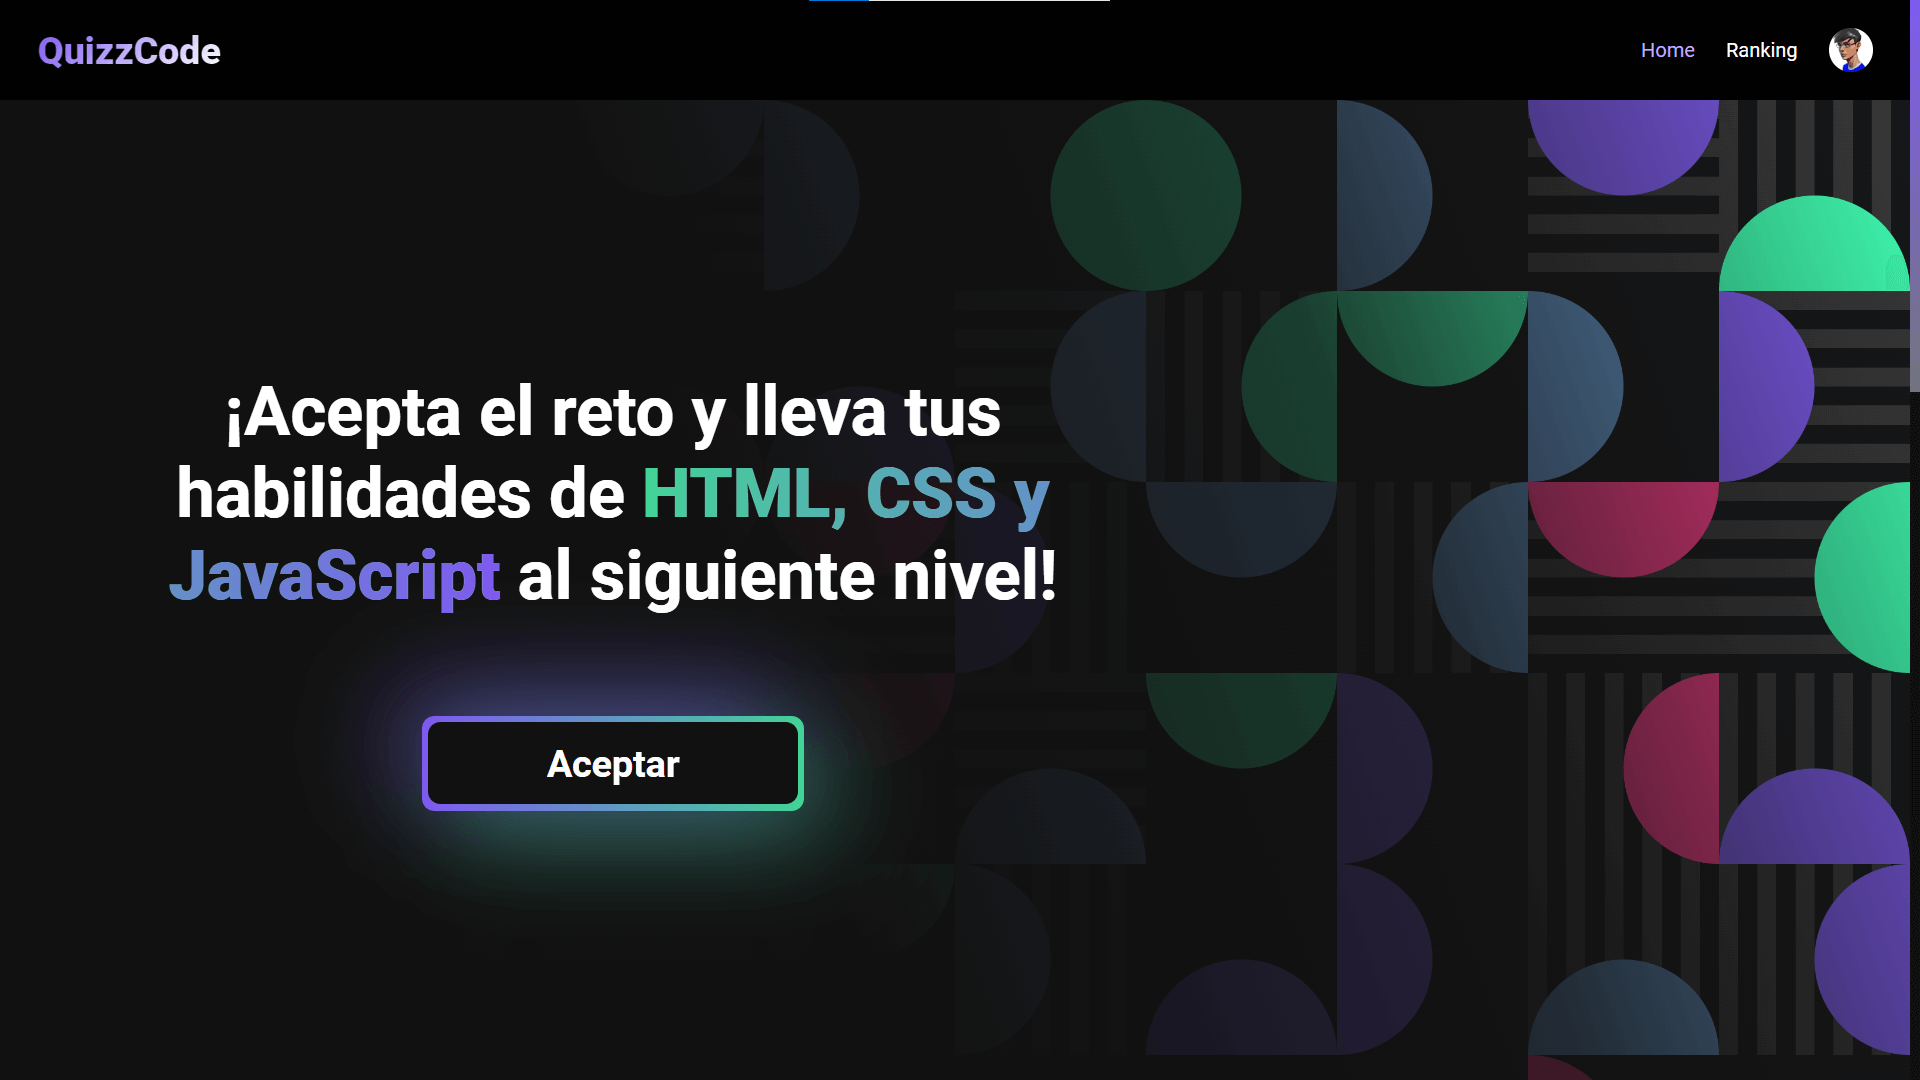 QuizzCode
Home
Ranking
¡Acepta el reto y lleva tus
habilidades de HTML, CSS y
JavaScript al siguiente nivel!
Aceptar